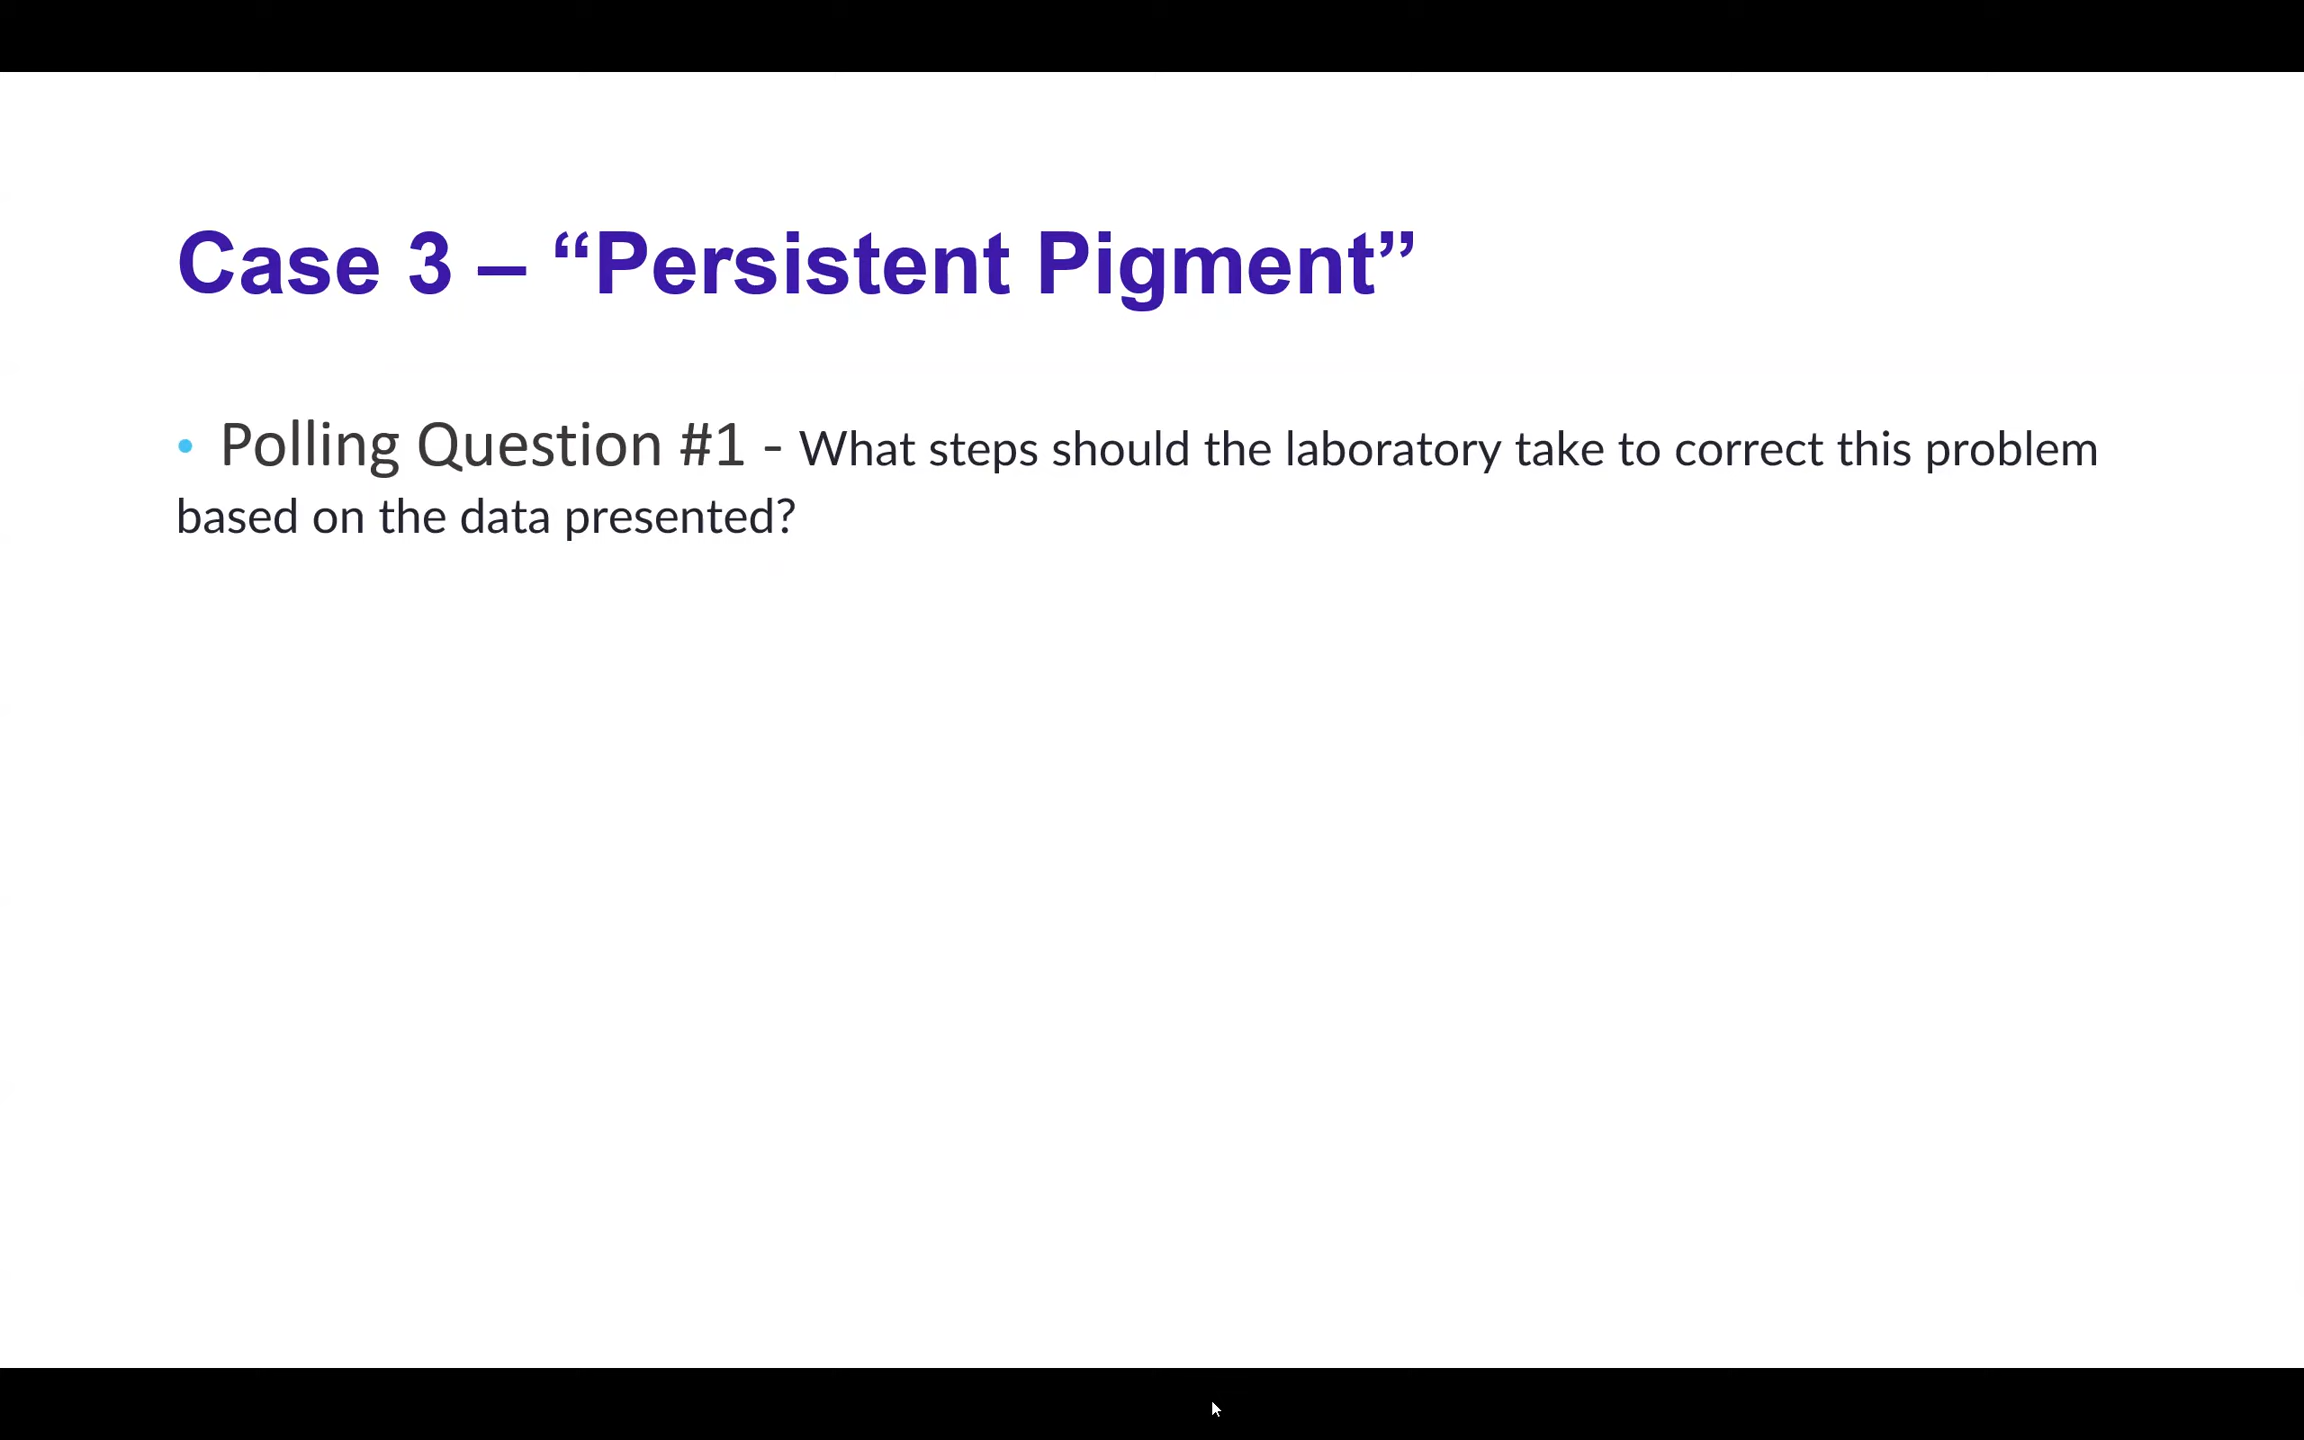 Case 3 – “Persistent Pigment”
• Polling Question #1 - What steps should the laboratory take to correct this problem
based on the data presented?